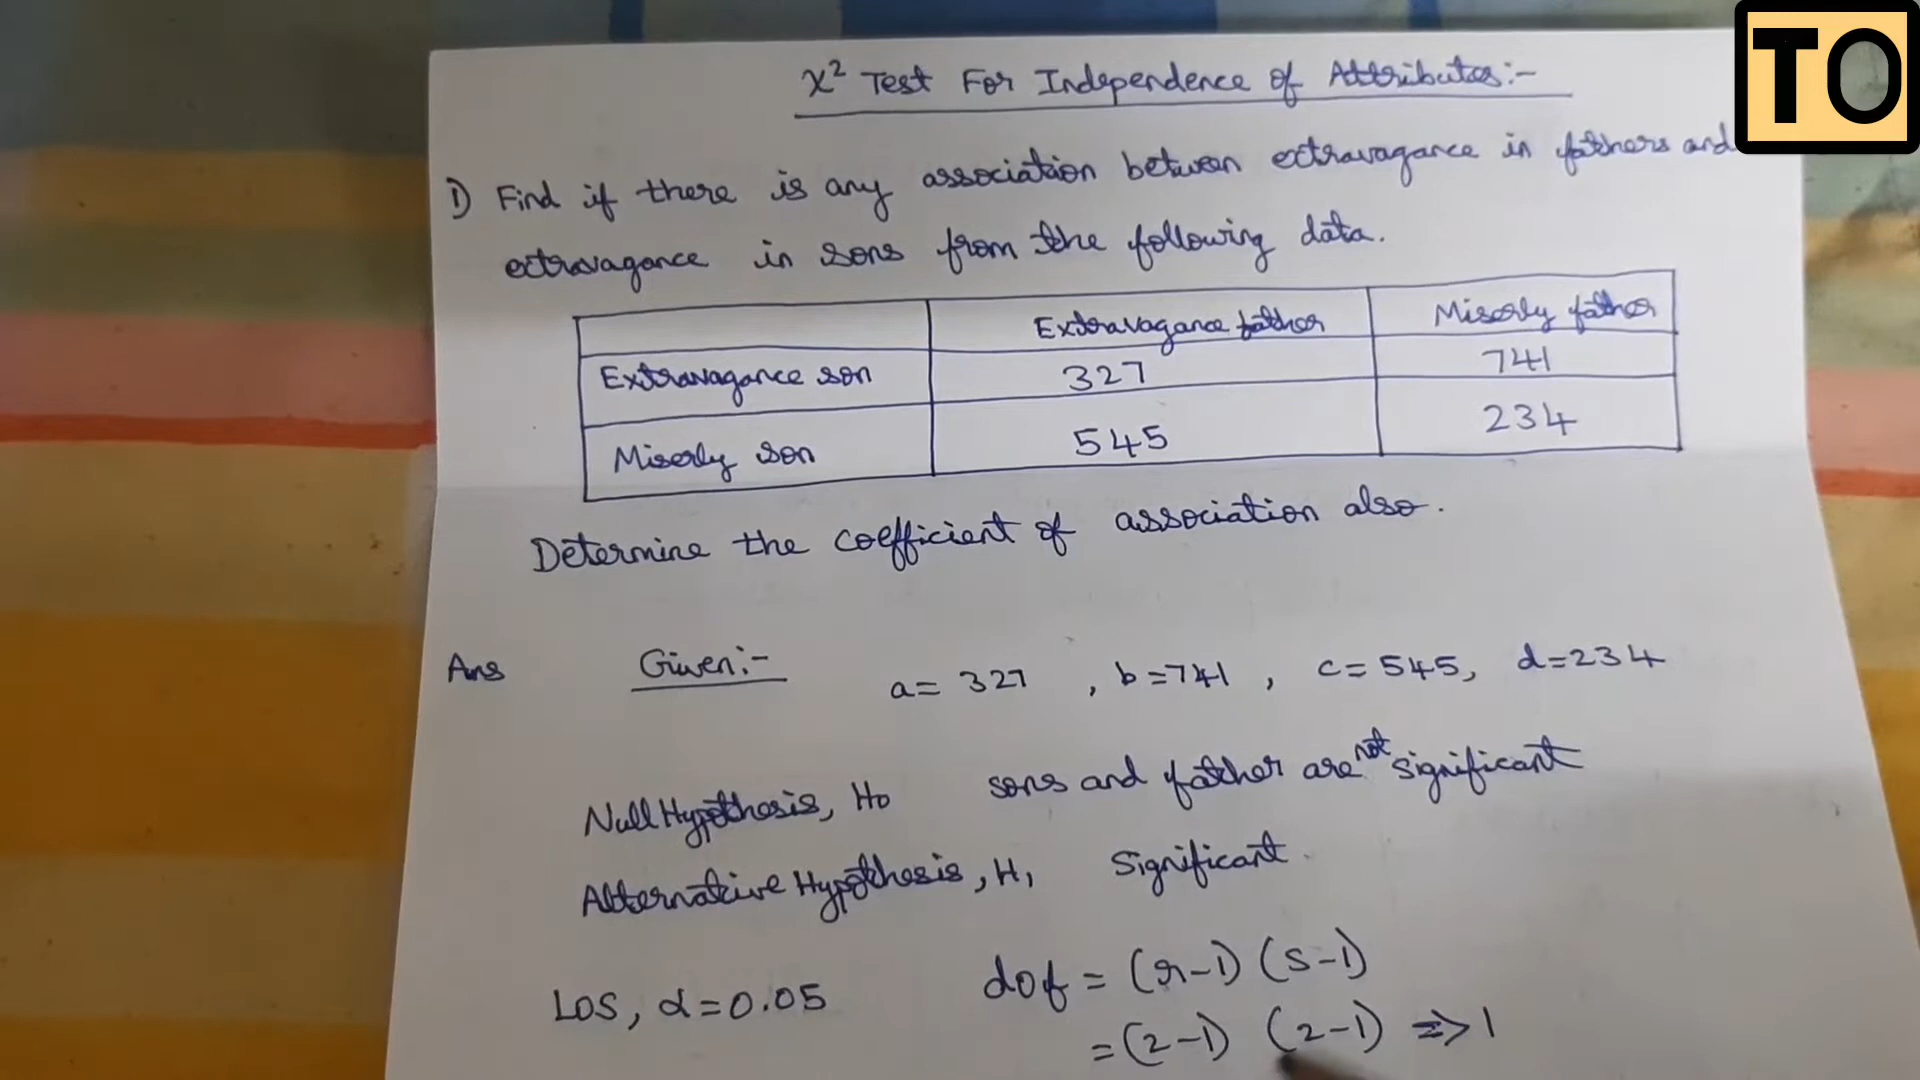 TO
χ² Test For Independence of Attributes:-
1) Find if there is any association between extravagance in fathers and
extravagance in sons from the following data.
Extravagance father Miserly father
Extravagance son 327 741
Miserly son 545 234
Determine the coefficient of association also.
Ans Given:- a= 327 , b=741 , c=545, d=234
Null Hypothesis, H0 sons and father are not significant
Alternative Hypothesis, H1 Significant
LOS, α=0.05 dof = (r-1) (s-1)
= (2-1) (2-1) => 1